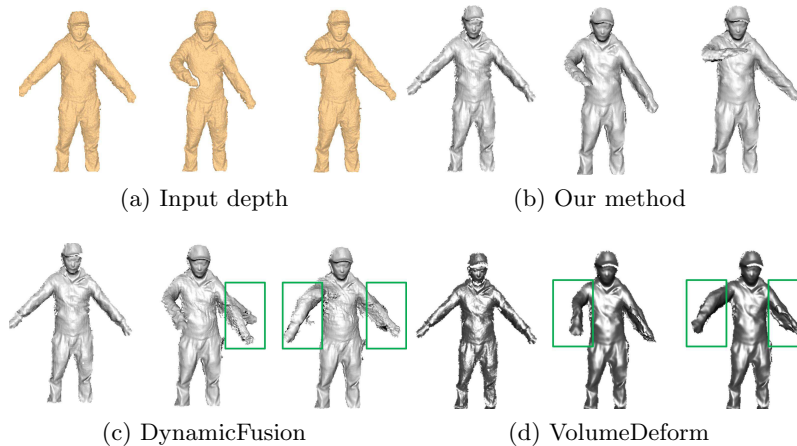 (a) Input depth
(b) Our method
(c) DynamicFusion
(d) VolumeDeform